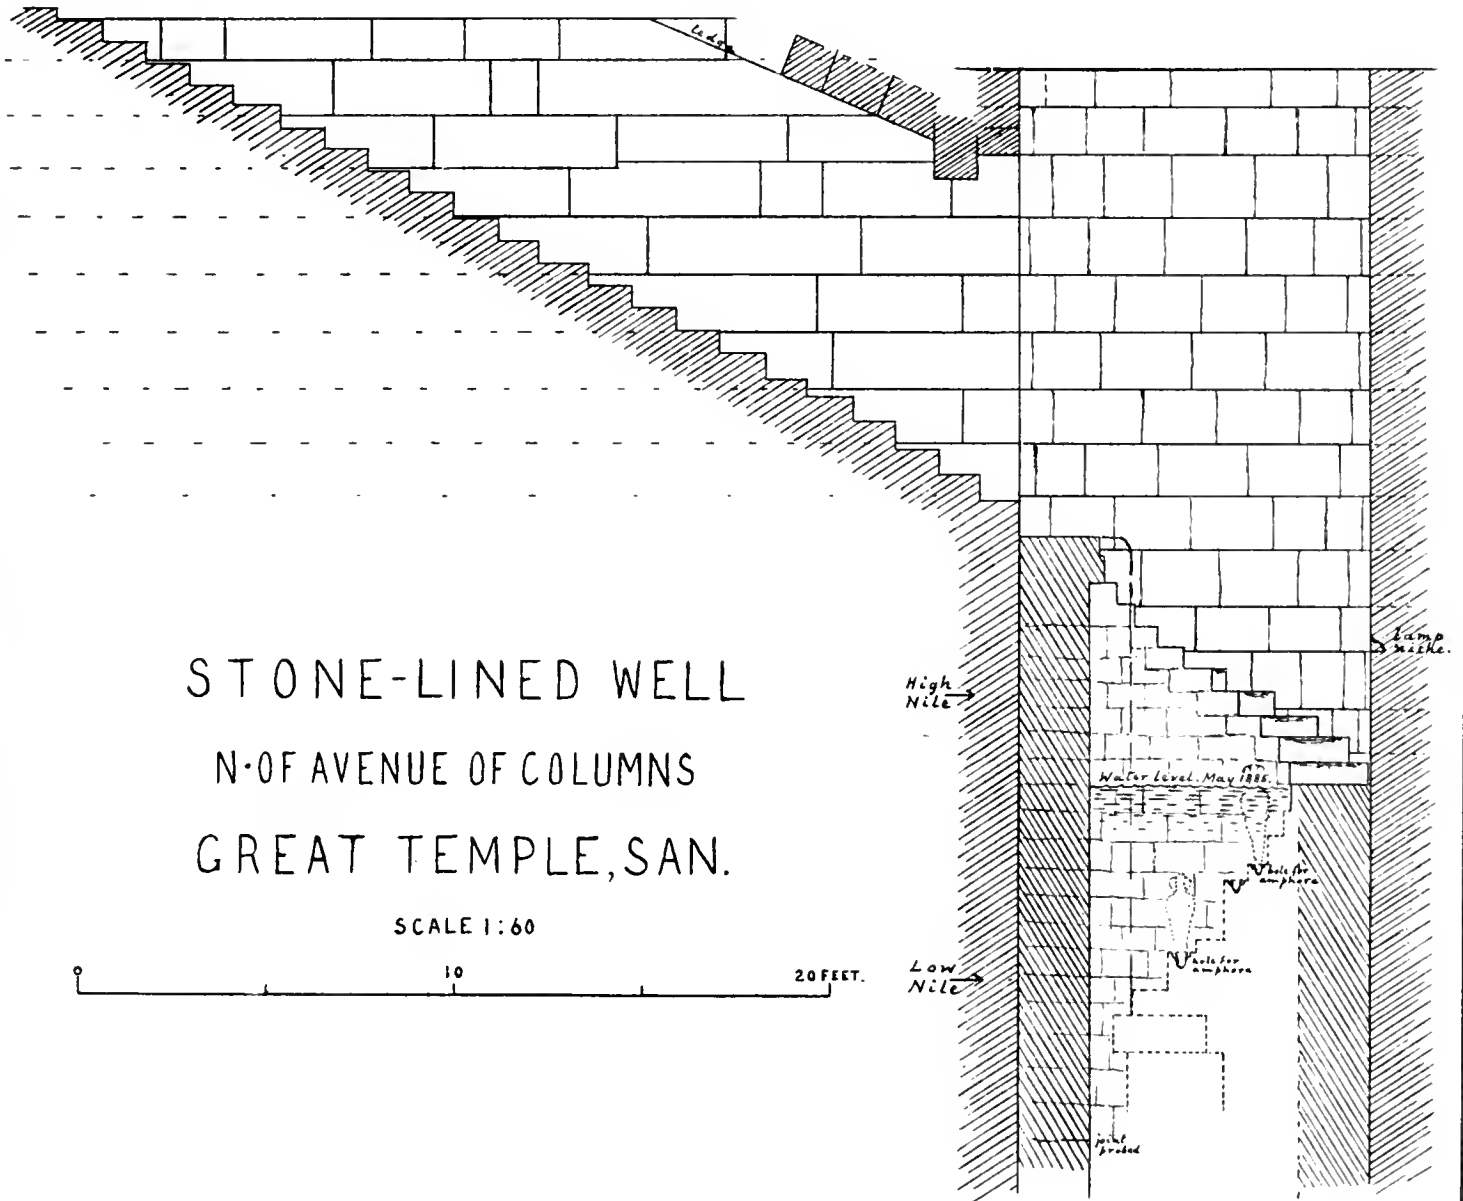 ledge
STONE-LINED WELL
N. OF AVENUE OF COLUMNS
GREAT TEMPLE, SAN.
SCALE 1:60
0 10 20 FEET.
High
Nile
Low
Nile
Lamp
niche.
Water Level. May 1885.
hole for
amphora
hole for
amphora
joint
probed